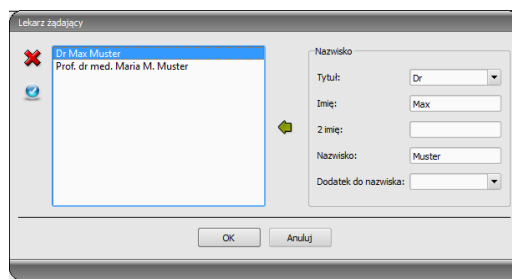 Lekarz żądający
Dr Max Muster
Prof. dr med. Maria M. Muster
Nazwisko
Tytuł: Dr
Imię: Max
2 imię:
Nazwisko: Muster
Dodatek do nazwiska:
OK Anuluj